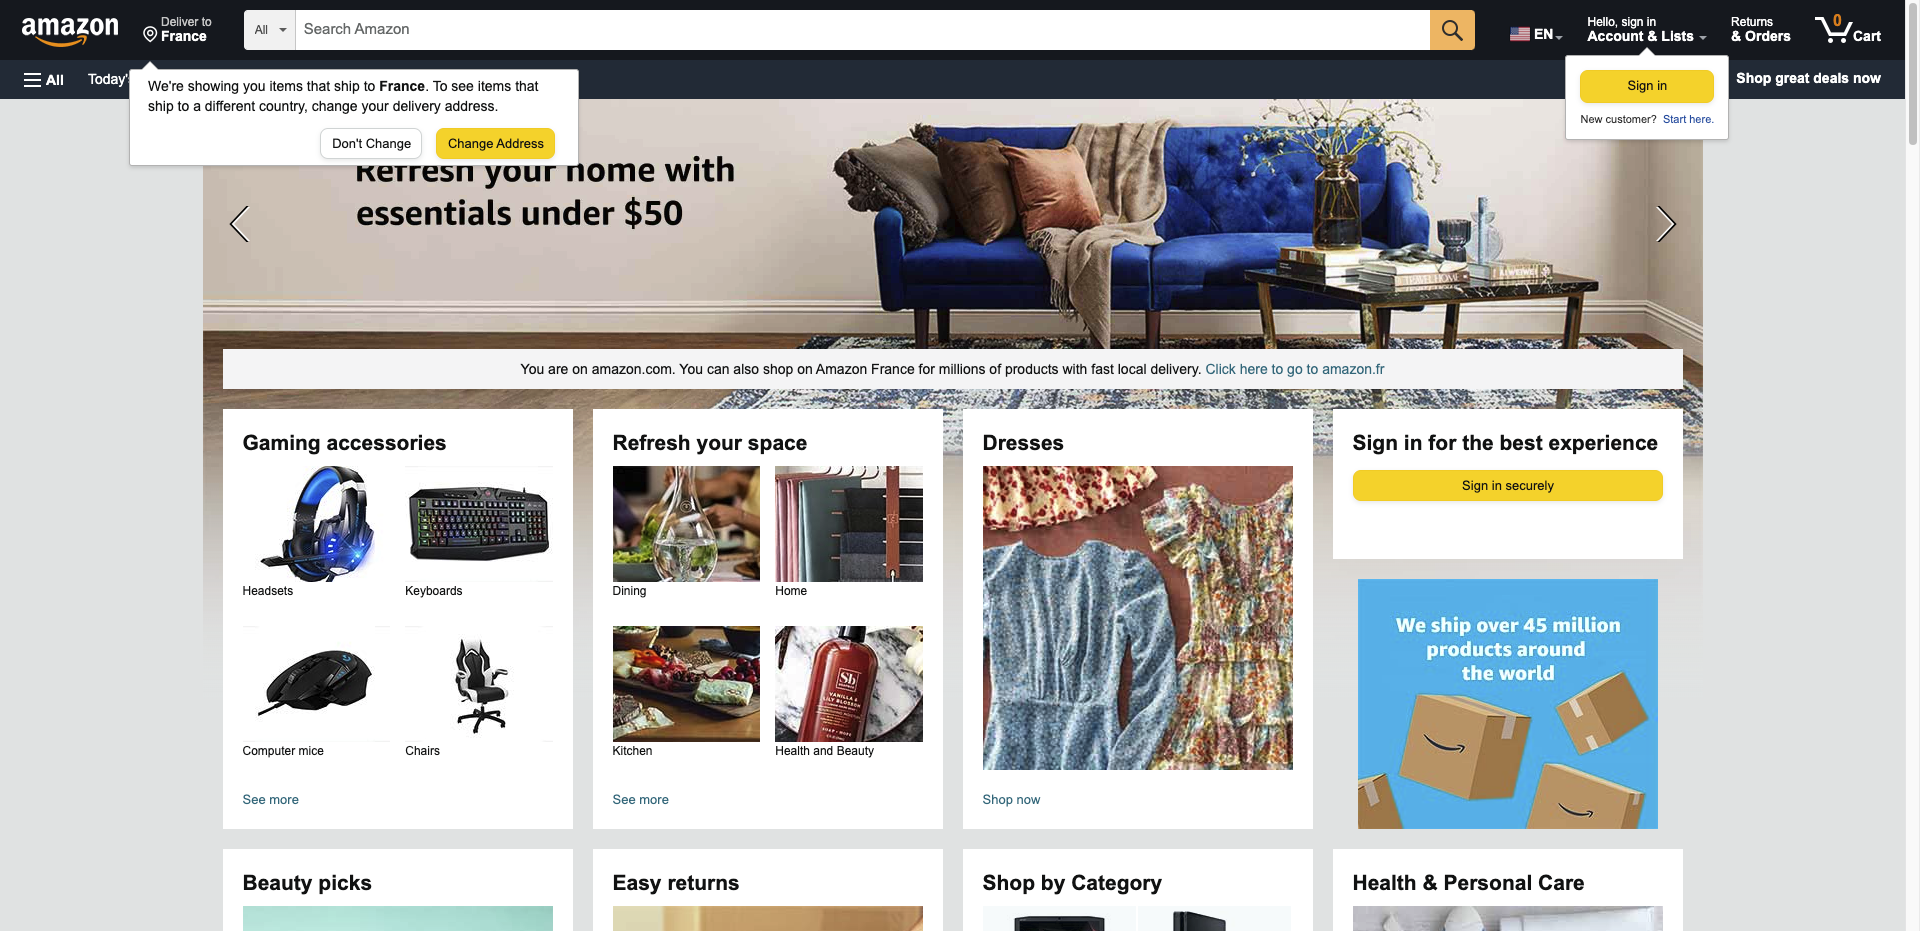 amazon
Deliver to
France
All
Search Amazon
EN
Hello, sign in
Account & Lists
Returns
& Orders
0
Cart
All
Today's
Shop great deals now
We're showing you items that ship to France. To see items that
ship to a different country, change your delivery address.
Don't Change
Change Address
Sign in
New customer? Start here.
Refresh your home with
essentials under $50
You are on amazon.com. You can also shop on Amazon France for millions of products with fast local delivery. Click here to go to amazon.fr
Gaming accessories
Headsets
Keyboards
Computer mice
Chairs
See more
Refresh your space
Dining
Home
Kitchen
Sb
VANILLA &
LILY BLOSSOM
Health and Beauty
See more
Dresses
Shop now
Sign in for the best experience
Sign in securely
We ship over 45 million
products around
the world
Beauty picks
Easy returns
Shop by Category
Health & Personal Care